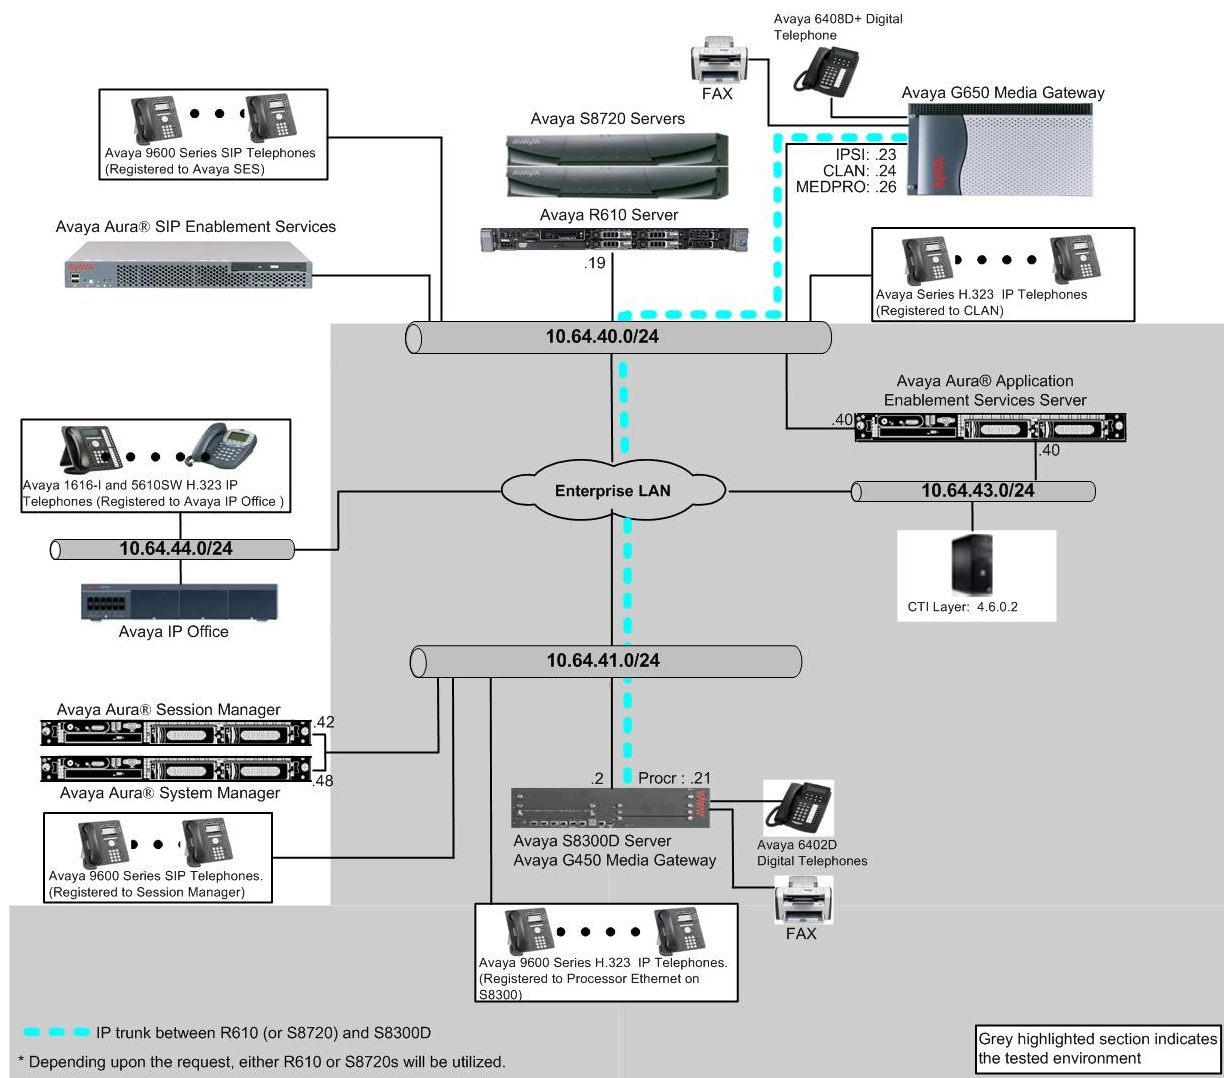 Avaya 6408D+ Digital
Telephone
FAX
Avaya G650 Media Gateway
Avaya S8720 Servers
AVAYA
AVAYA
IPSI: .23
CLAN: .24
MEDPRO: .26
Avaya 9600 Series SIP Telephones
(Registered to Avaya SES)
Avaya R610 Server
.19
Avaya Aura® SIP Enablement Services
AVAYA
Avaya Series H.323 IP Telephones
(Registered to CLAN)
10.64.40.0/24
Avaya Aura® Application
Enablement Services Server
.40
.40
Avaya 1616-I and 5610SW H.323 IP
Telephones (Registered to Avaya IP Office )
Enterprise LAN
10.64.43.0/24
10.64.44.0/24
CTI Layer: 4.6.0.2
Avaya IP Office
10.64.41.0/24
Avaya Aura® Session Manager
.42
.48
Avaya Aura® System Manager
.2
Procr : .21
AVAYA
Avaya S8300D Server
Avaya G450 Media Gateway
Avaya 6402D
Digital Telephones
Avaya 9600 Series SIP Telephones.
(Registered to Session Manager)
FAX
Avaya 9600 Series H.323 IP Telephones.
(Registered to Processor Ethernet on
S8300)
IP trunk between R610 (or S8720) and S8300D
* Depending upon the request, either R610 or S8720s will be utilized.
Grey highlighted section indicates
the tested environment